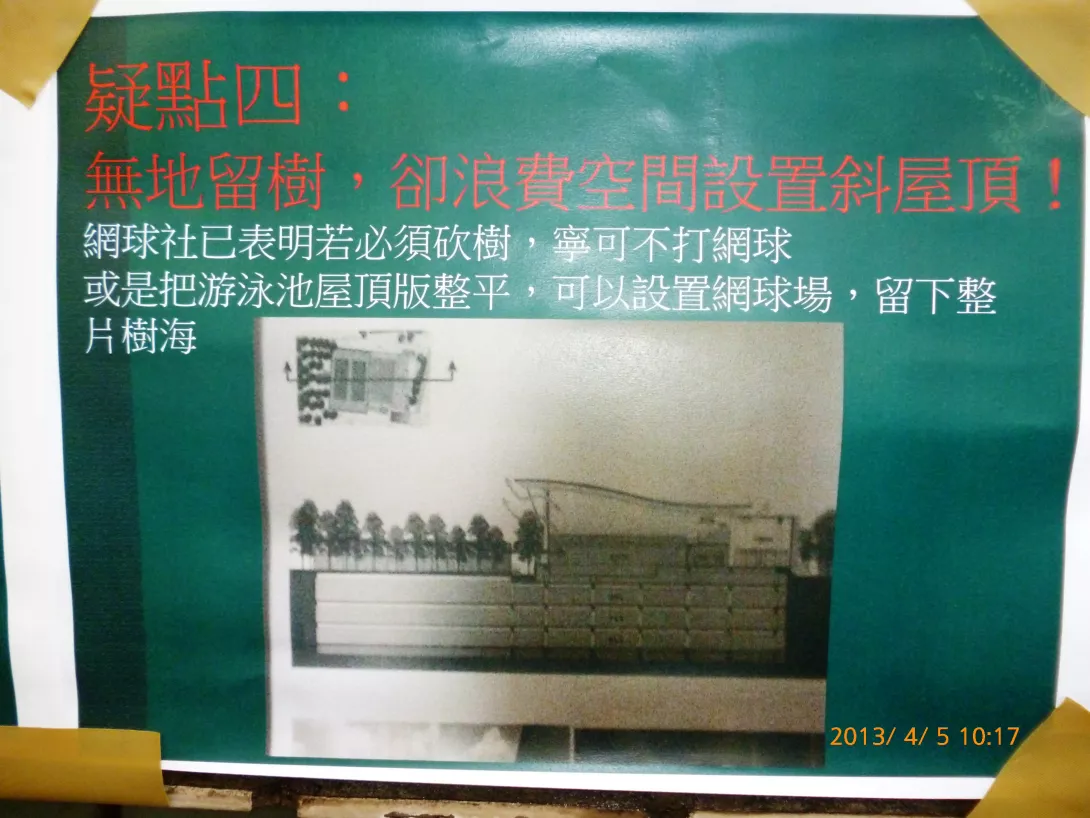 疑點四：
無地留樹，卻浪費空間設置斜屋頂！
網球社已表明若必須砍樹，寧可不打網球
或是把游泳池屋頂版整平，可以設置網球場，留下整
片樹海
2013/ 4/ 5 10:17